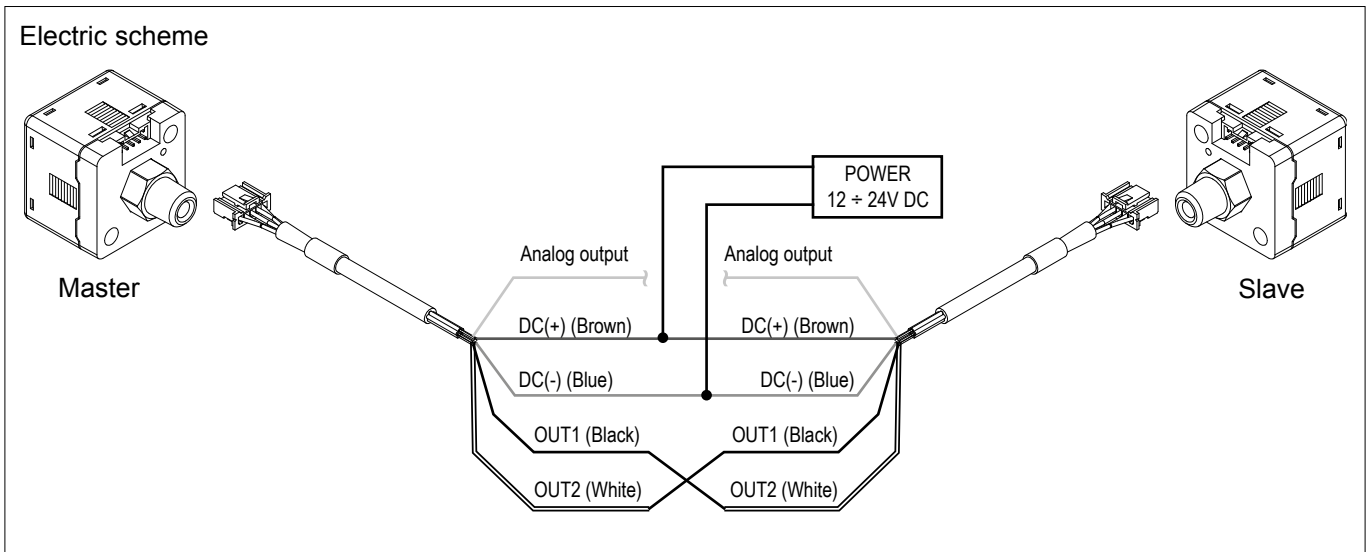 Electric scheme
POWER
12 ÷ 24V DC
Analog output
Analog output
Master
Slave
DC(+) (Brown)
DC(+) (Brown)
DC(-) (Blue)
DC(-) (Blue)
OUT1 (Black)
OUT1 (Black)
OUT2 (White)
OUT2 (White)